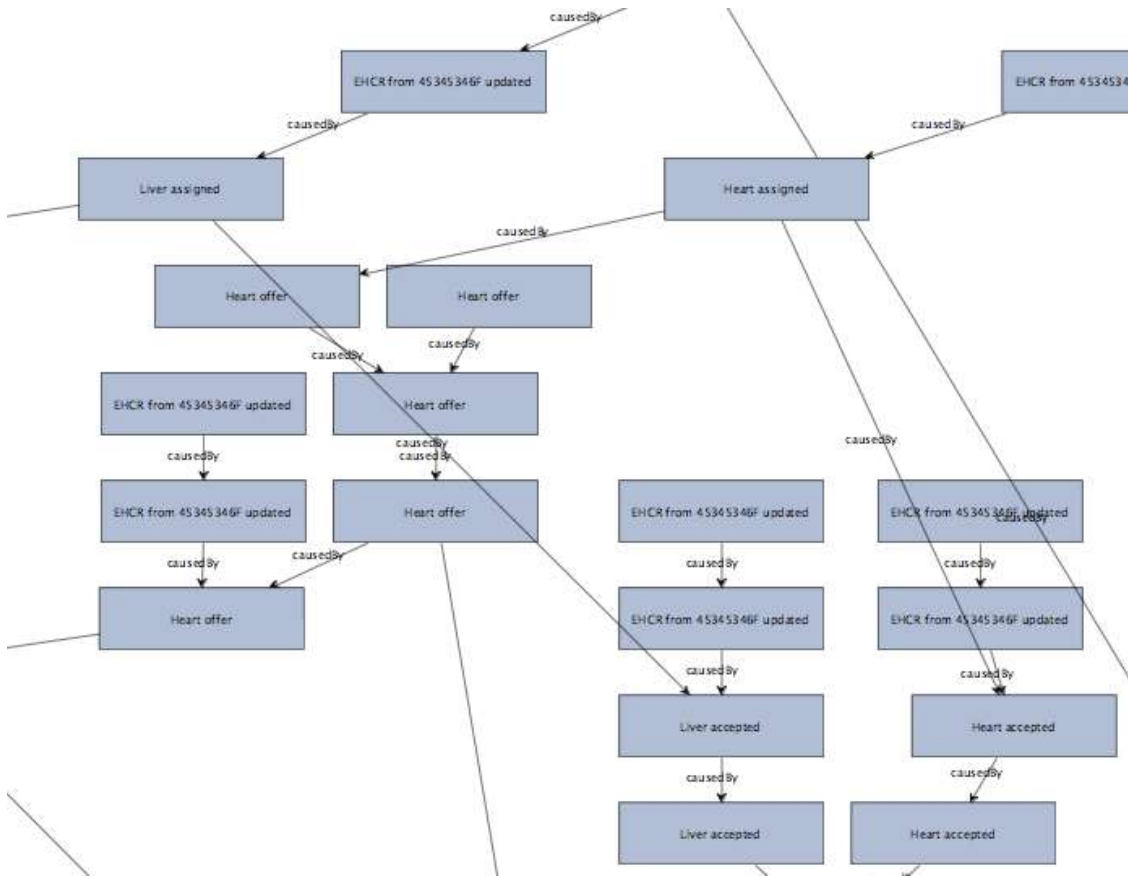 causedBy
EHCR from 45345346F updated
EHCR from 4534534
causedBy
causedBy
Liver assigned
Heart assigned
causedBy
Heart offer
Heart offer
causedBy
causedBy
EHCR from 45345346F updated
Heart offer
causedBy
causedBy
causedBy
causedBy
EHCR from 45345346F updated
Heart offer
EHCR from 45345346F updated
EHCR from 45345346F updated
causedBy
causedBy
causedBy
causedBy
causedBy
Heart offer
EHCR from 45345346F updated
EHCR from 45345346F updated
causedBy
causedBy
Liver accepted
Heart accepted
causedBy
causedBy
Liver accepted
Heart accepted